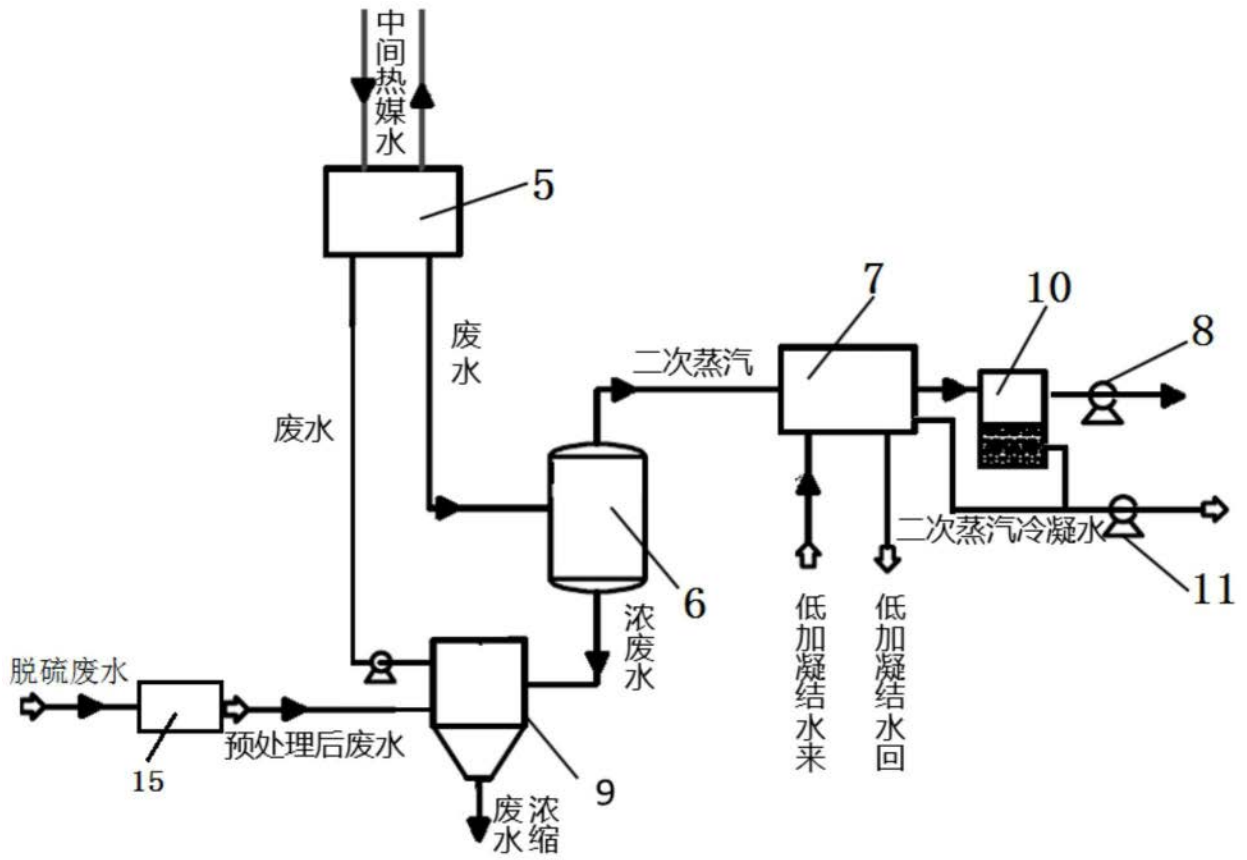 中间热媒水
5
7
10
8
废水
二次蒸汽
废水
二次蒸汽冷凝水
6
11
浓废水
低加凝结水来
低加凝结水回
脱硫废水
预处理后废水
15
9
废水
浓缩